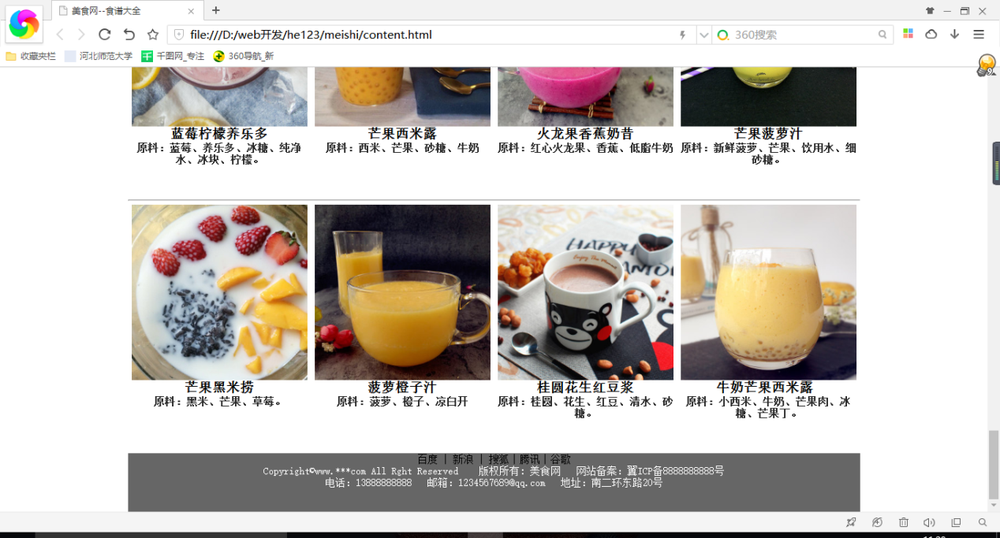 美食网--食谱大全
file:///D:/web开发/he123/meishi/content.html
360搜索
收藏夹栏 河北师范大学 千图网_专注 360导航_新
蓝莓柠檬养乐多
原料：蓝莓、养乐多、冰糖、纯净
水、冰块、柠檬。
芒果西米露
原料：西米、芒果、砂糖、牛奶
火龙果香蕉奶昔
原料：红心火龙果、香蕉、低脂牛奶
芒果菠萝汁
原料：新鲜菠萝、芒果、饮用水、细
砂糖。
Enjoy The Moment
HAPPY
芒果黑米捞
原料：黑米、芒果、草莓。
菠萝橙子汁
原料：菠萝、橙子、凉白开
桂圆花生红豆浆
原料：桂圆、花生、红豆、清水、砂
糖。
牛奶芒果西米露
原料：小西米、牛奶、芒果肉、冰
糖、芒果丁。
百度 | 新浪 | 搜狐 | 腾讯 | 谷歌
Copyright©www.***com All Rght Reserved 版权所有：美食网 网站备案：翼ICP备8888888888号
电话：13888888888 邮箱：1234567689@qq.com 地址：南二环东路20号